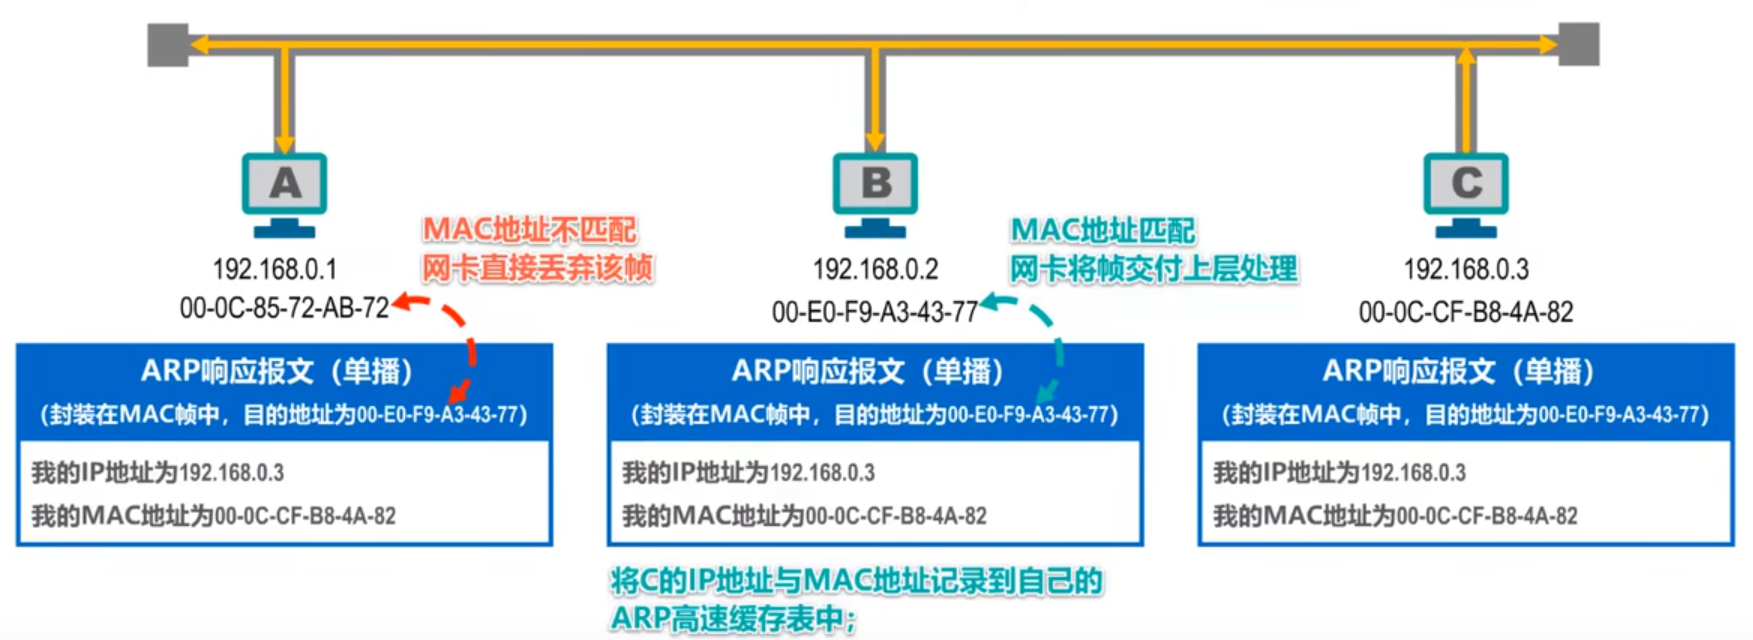 A
B
C
MAC地址不匹配
网卡直接丢弃该帧
MAC地址匹配
网卡将帧交付上层处理
192.168.0.1
00-0C-85-72-AB-72
192.168.0.2
00-E0-F9-A3-43-77
192.168.0.3
00-0C-CF-B8-4A-82
ARP响应报文（单播）
（封装在MAC帧中，目的地址为00-E0-F9-A3-43-77）
我的IP地址为192.168.0.3
我的MAC地址为00-0C-CF-B8-4A-82
ARP响应报文（单播）
（封装在MAC帧中，目的地址为00-E0-F9-A3-43-77）
我的IP地址为192.168.0.3
我的MAC地址为00-0C-CF-B8-4A-82
ARP响应报文（单播）
（封装在MAC帧中，目的地址为00-E0-F9-A3-43-77）
我的IP地址为192.168.0.3
我的MAC地址为00-0C-CF-B8-4A-82
将C的IP地址与MAC地址记录到自己的
ARP高速缓存表中；